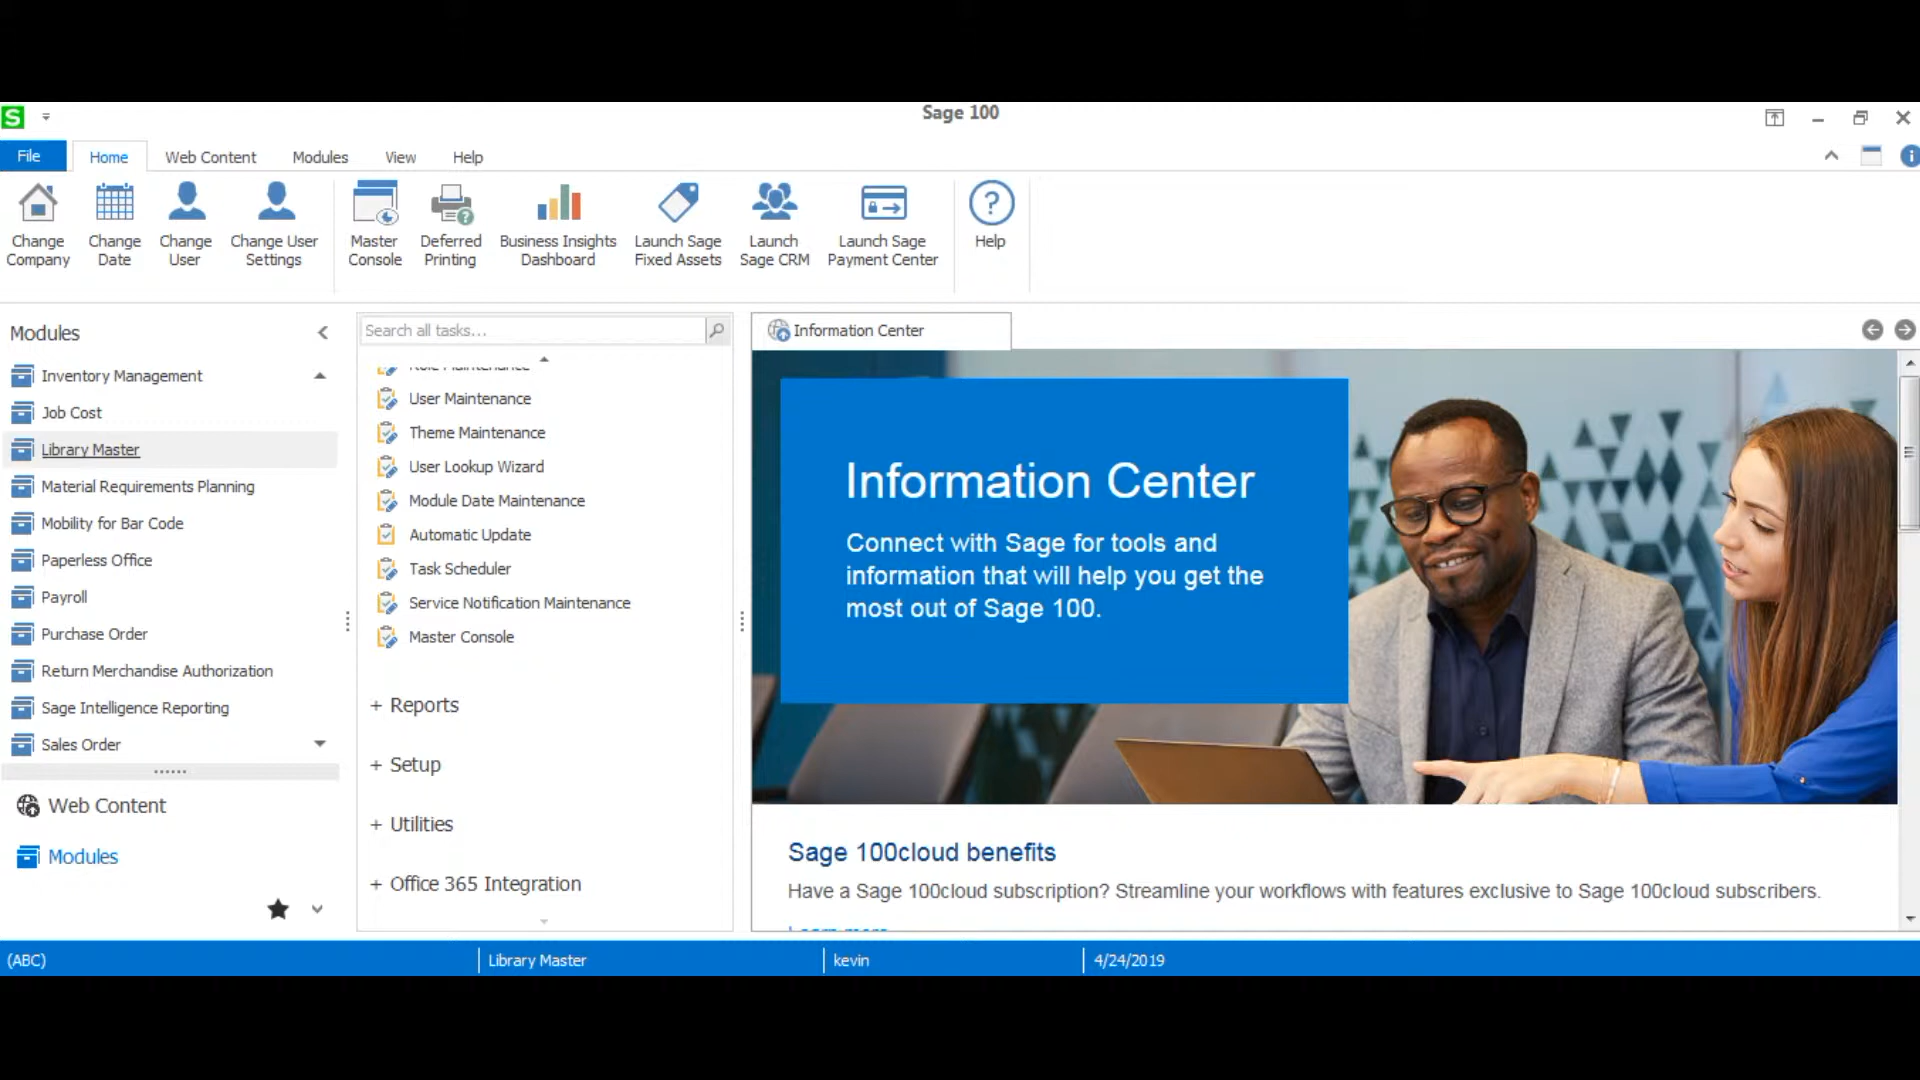 S
Sage 100
File
Home
Web Content
Modules
View
Help
Change
Company
Change
Date
Change
User
Change User
Settings
Master
Console
Deferred
Printing
Business Insights
Dashboard
Launch Sage
Fixed Assets
Launch
Sage CRM
Launch Sage
Payment Center
Help
Modules
Inventory Management
Job Cost
Library Master
Material Requirements Planning
Mobility for Bar Code
Paperless Office
Payroll
Purchase Order
Return Merchandise Authorization
Sage Intelligence Reporting
Sales Order
Web Content
Modules
Search all tasks...
Role Maintenance
User Maintenance
Theme Maintenance
User Lookup Wizard
Module Date Maintenance
Automatic Update
Task Scheduler
Service Notification Maintenance
Master Console
+ Reports
+ Setup
+ Utilities
+ Office 365 Integration
Information Center
Information Center
Connect with Sage for tools and
information that will help you get the
most out of Sage 100.
Sage 100cloud benefits
Have a Sage 100cloud subscription? Streamline your workflows with features exclusive to Sage 100cloud subscribers.
Learn more
(ABC)
Library Master
kevin
4/24/2019